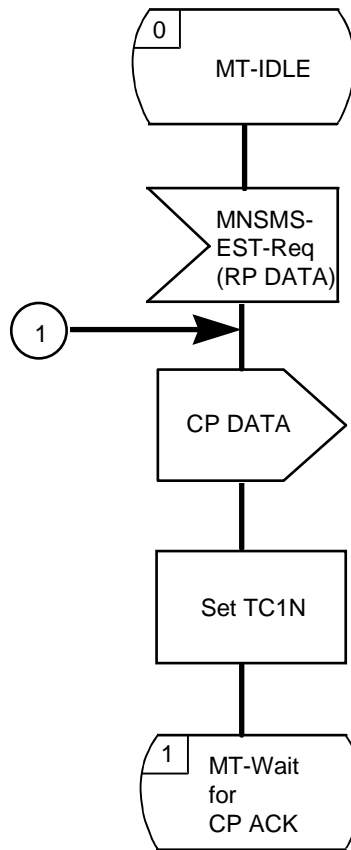 0
MT-IDLE
MNSMS-
EST-Req
(RP DATA)
1
CP DATA
Set TC1N
1
MT-Wait
for
CP ACK